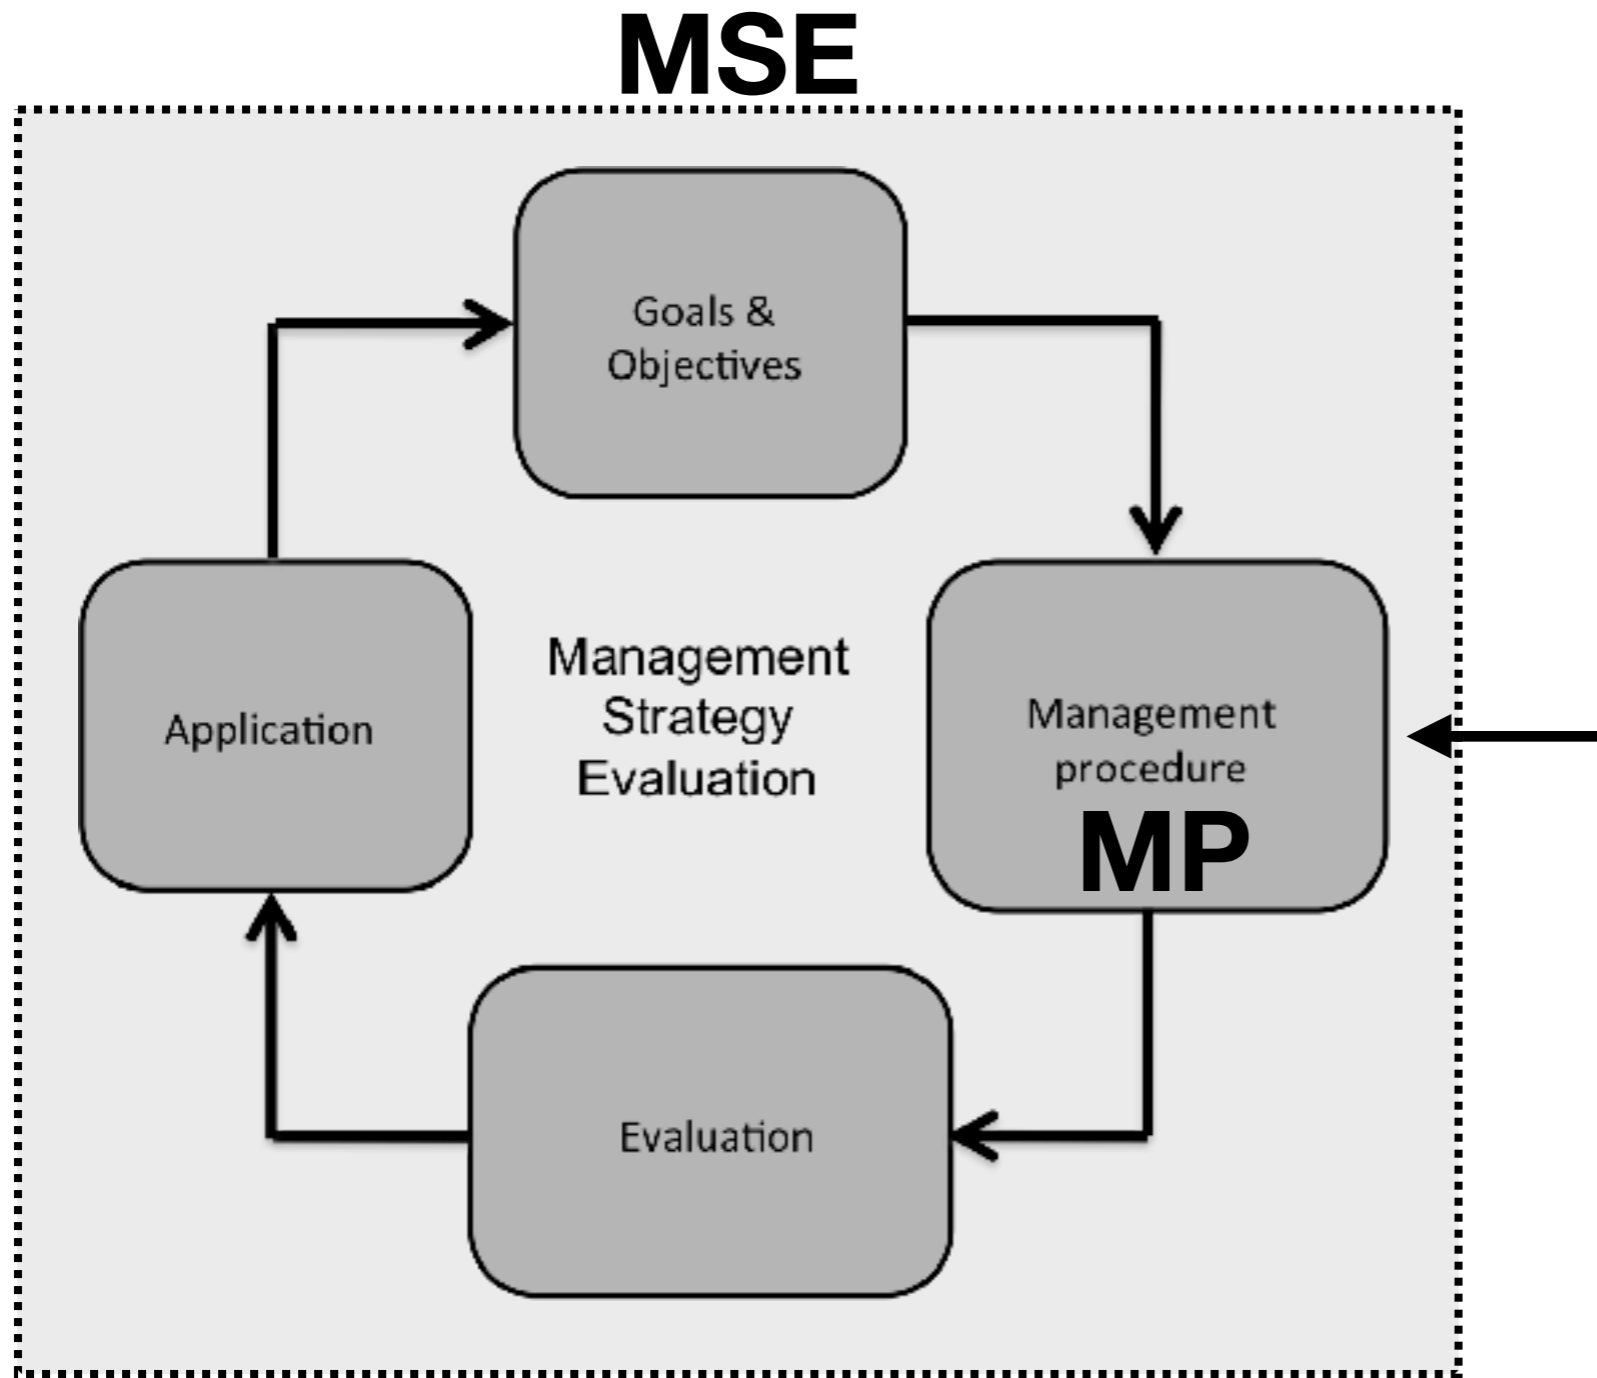 MSE
Goals &
Objectives
Management
Strategy
Evaluation
Application
Management
procedure
MP
Evaluation